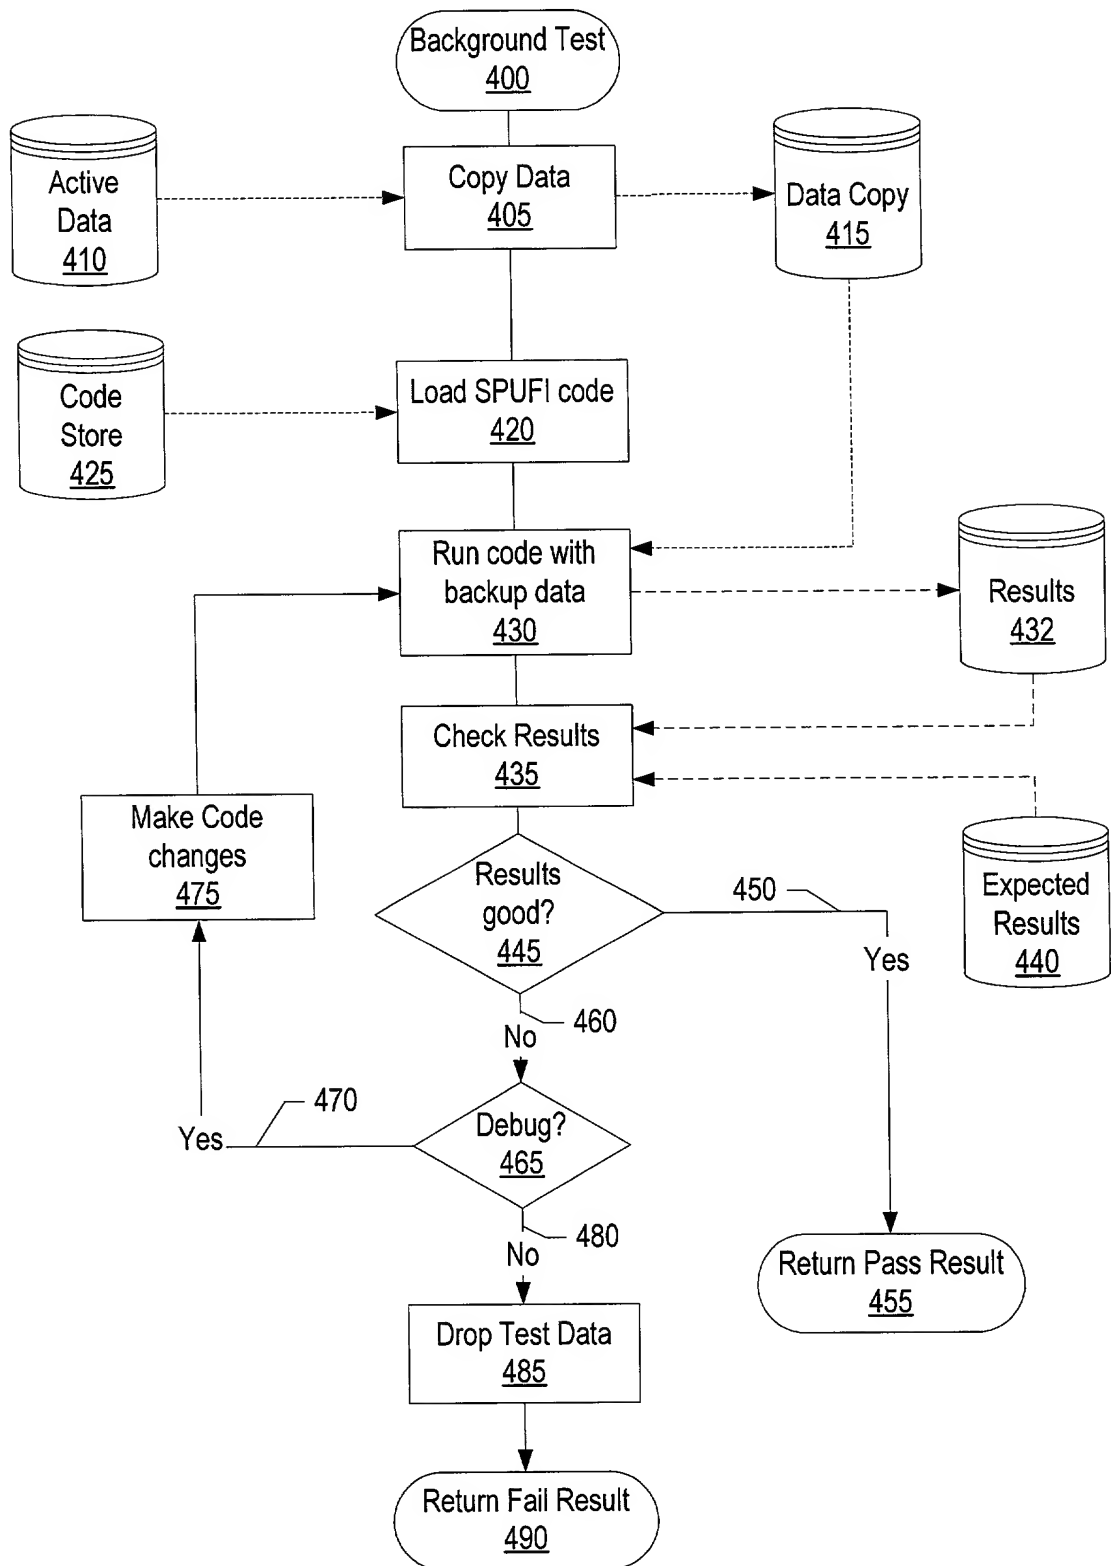 Background Test
400
Active
Data
410
Copy Data
405
Data Copy
415
Code
Store
425
Load SPUFI code
420
Run code with
backup data
430
Results
432
Check Results
435
Make Code
changes
475
Results
good?
445
450
Yes
Expected
Results
440
460
No
470
Yes
Debug?
465
480
No
Return Pass Result
455
Drop Test Data
485
Return Fail Result
490